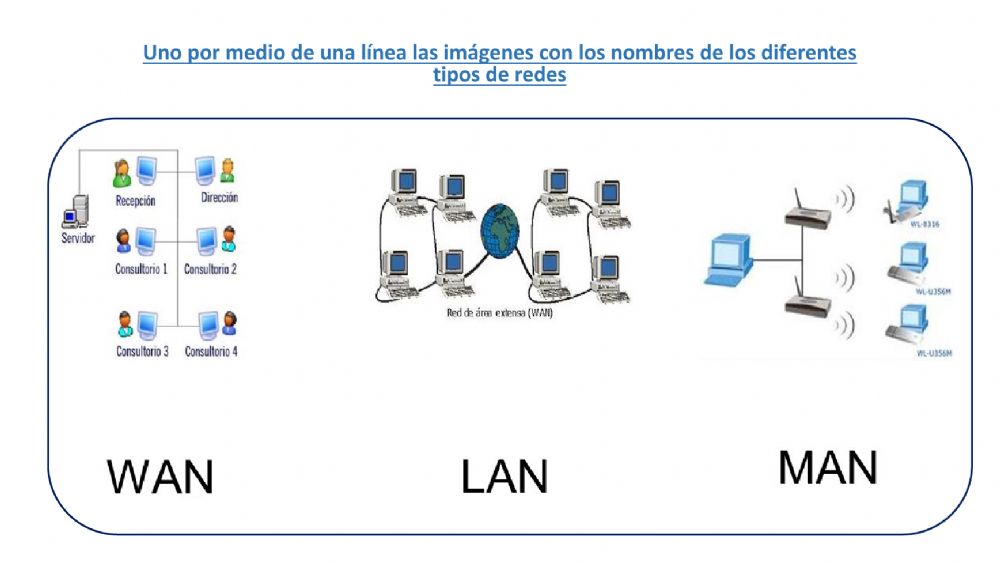 Uno por medio de una línea las imágenes con los nombres de los diferentes
tipos de redes
Servidor
Recepción
Dirección
Consultorio 1
Consultorio 2
Consultorio 3
Consultorio 4
Red de área extensa (WAN)
WL-8316
WL-U356M
WL-U356M
WAN
LAN
MAN